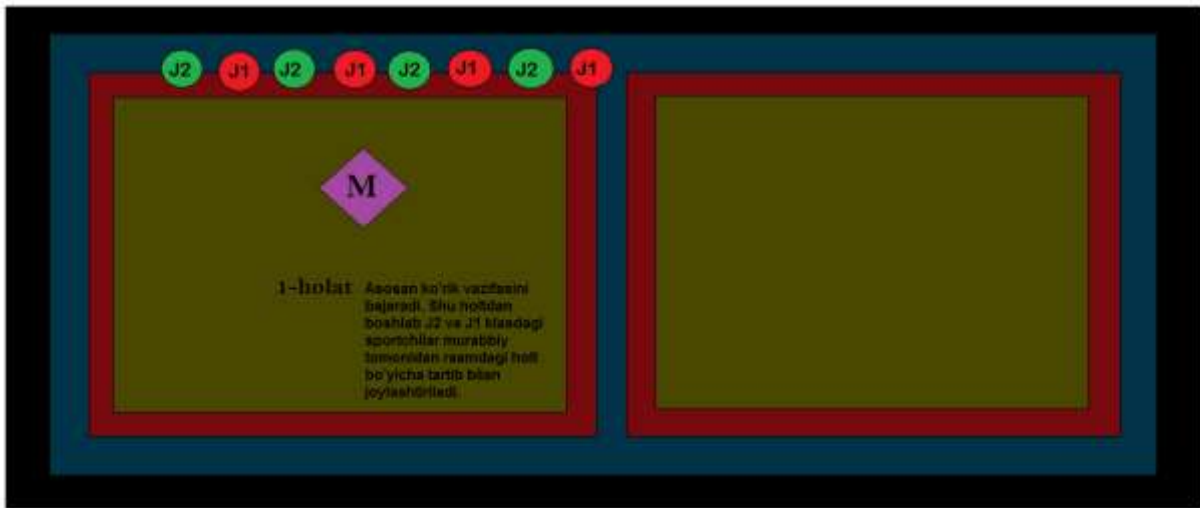 J2 J1 J2 J1 J2 J1 J2 J1
M
1-holat
Asosan ko'rik vazifasini
bajaradi. Shu holtdan
boshlab J2 va J1 klasdagi
sportchilar murabbiy
tomonidan rasmdagi holt
bo'yicha tartib bilan
joylashtiriladi.